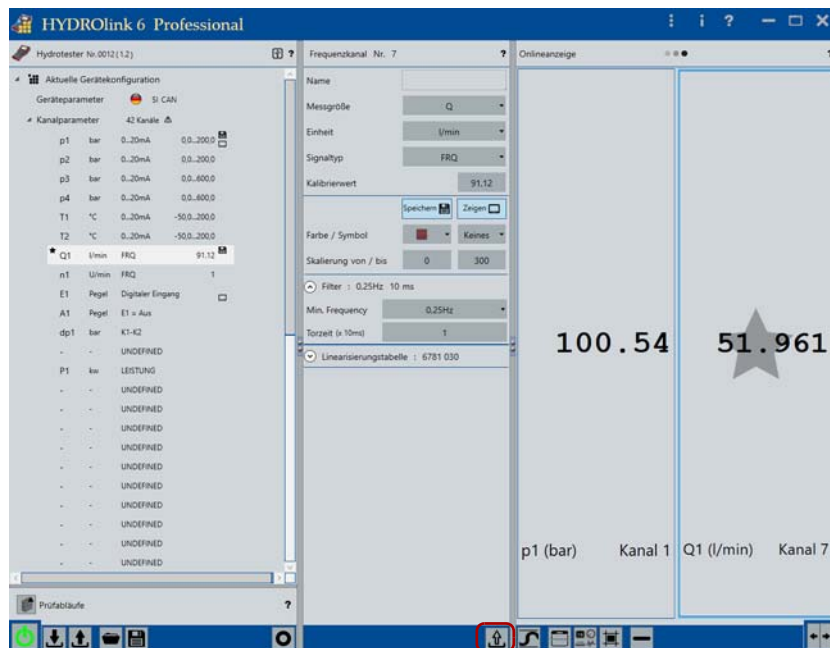 HYDROlink 6 Professional
Hydrotester Nr.0012(1.2)
?
Aktuelle Gerätekonfiguration
Geräteparameter SI CAN
Kanalparameter 42 Kanäle
p1 bar 0...20mA 0,0...200,0
p2 bar 0...20mA 0,0...200,0
p3 bar 0...20mA 0,0...600,0
p4 bar 0...20mA 0,0...600,0
T1 °C 0...20mA -50,0...200,0
T2 °C 0...20mA -50,0...200,0
Q1 l/min FRQ 91.12
n1 U/min FRQ 1
E1 Pegel Digitaler Eingang
A1 Pegel E1 = Aus
dp1 bar K1-K2
- - UNDEFINED
P1 kw LEISTUNG
- - UNDEFINED
- - UNDEFINED
- - UNDEFINED
- - UNDEFINED
- - UNDEFINED
- - UNDEFINED
- - UNDEFINED
- - UNDEFINED
- - UNDEFINED
- - UNDEFINED
Prüfabläufe ?
Frequenzkanal Nr. 7 ?
Name
Messgröße Q
Einheit l/min
Signaltyp FRQ
Kalibrierwert 91.12
Speichern Zeigen
Farbe / Symbol Keines
Skalierung von / bis 0 300
Filter : 0.25Hz 10 ms
Min. Frequency 0.25Hz
Torzeit (x 10ms) 1
Linearisierungstabelle : 6781 030
Onlineanzeige
100.54
p1 (bar) Kanal 1
51.961
Q1 (l/min) Kanal 7